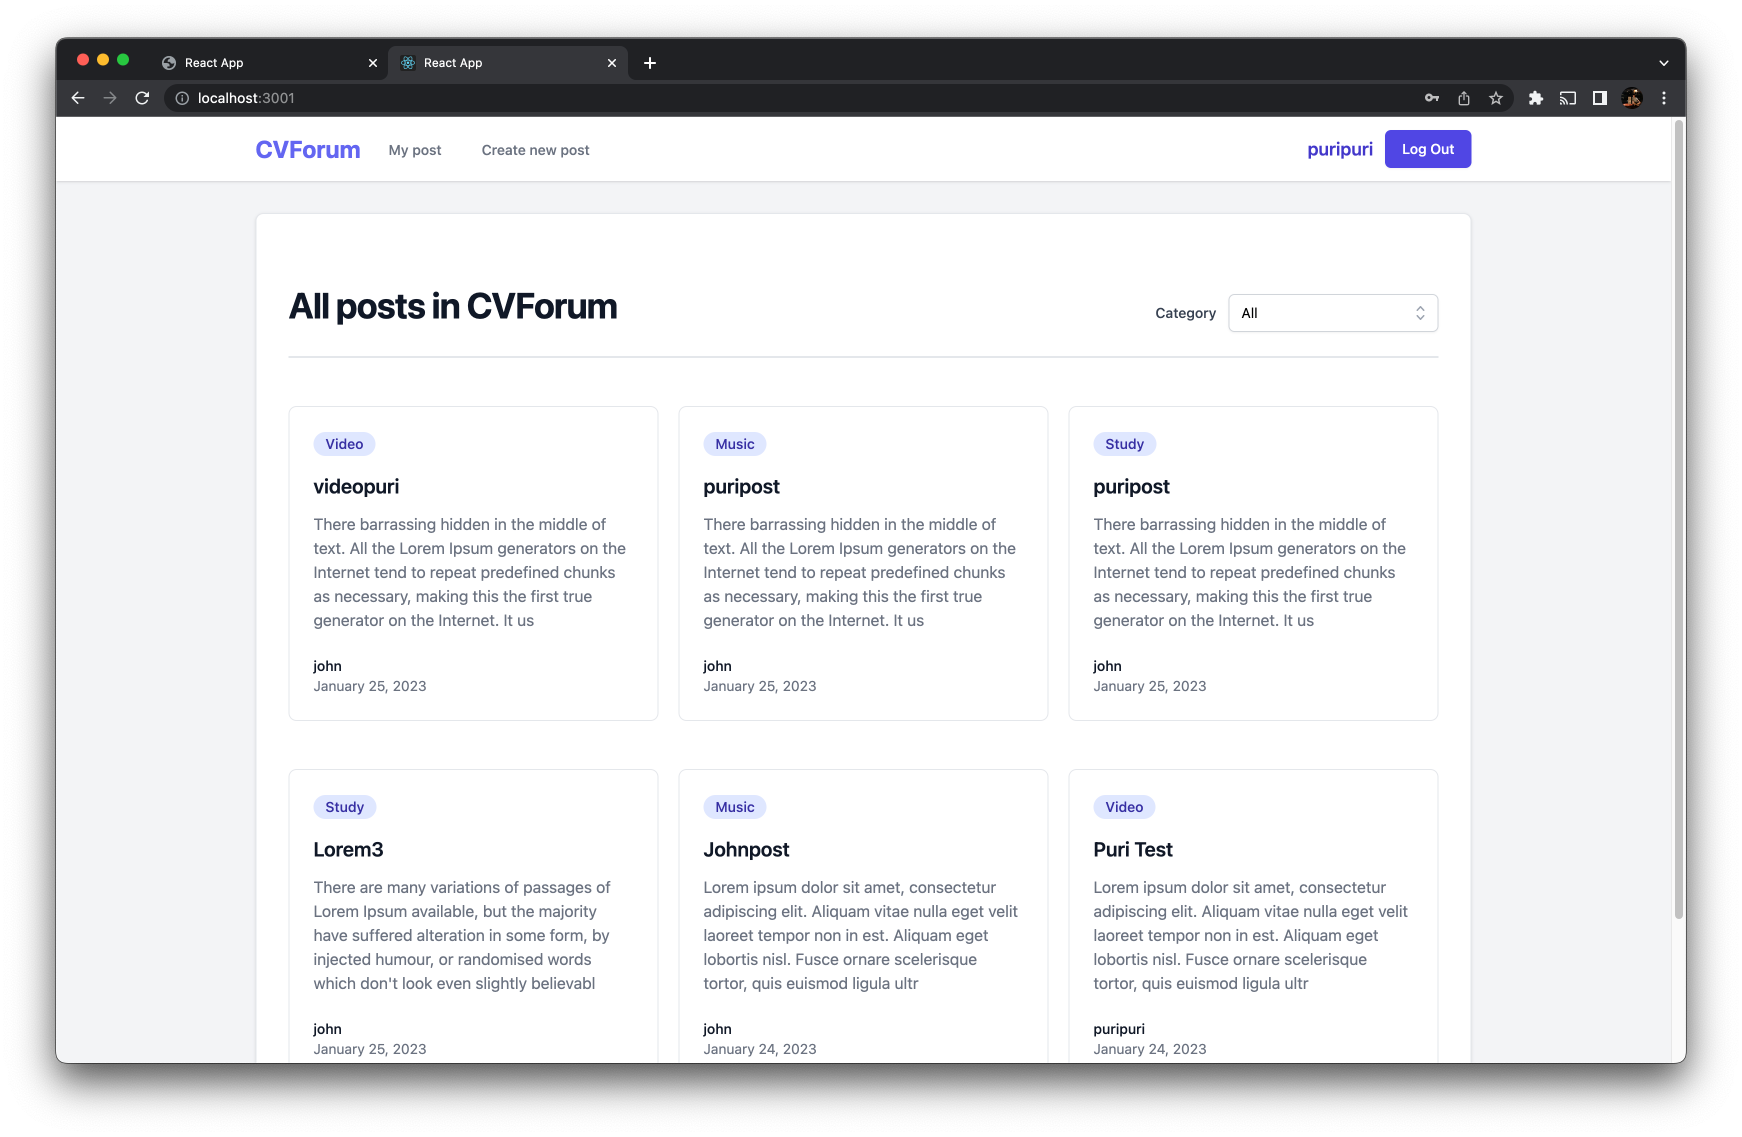 React App
React App
localhost:3001
CVForum My post Create new post puripuri Log Out
All posts in CVForum
Category All
Video
videopuri
There barrassing hidden in the middle of
text. All the Lorem Ipsum generators on the
Internet tend to repeat predefined chunks
as necessary, making this the first true
generator on the Internet. It us
john
January 25, 2023
Music
puripost
There barrassing hidden in the middle of
text. All the Lorem Ipsum generators on the
Internet tend to repeat predefined chunks
as necessary, making this the first true
generator on the Internet. It us
john
January 25, 2023
Study
puripost
There barrassing hidden in the middle of
text. All the Lorem Ipsum generators on the
Internet tend to repeat predefined chunks
as necessary, making this the first true
generator on the Internet. It us
john
January 25, 2023
Study
Lorem3
There are many variations of passages of
Lorem Ipsum available, but the majority
have suffered alteration in some form, by
injected humour, or randomised words
which don't look even slightly believabl
john
January 25, 2023
Music
Johnpost
Lorem ipsum dolor sit amet, consectetur
adipiscing elit. Aliquam vitae nulla eget velit
laoreet tempor non in est. Aliquam eget
lobortis nisl. Fusce ornare scelerisque
tortor, quis euismod ligula ultr
john
January 24, 2023
Video
Puri Test
Lorem ipsum dolor sit amet, consectetur
adipiscing elit. Aliquam vitae nulla eget velit
laoreet tempor non in est. Aliquam eget
lobortis nisl. Fusce ornare scelerisque
tortor, quis euismod ligula ultr
puripuri
January 24, 2023